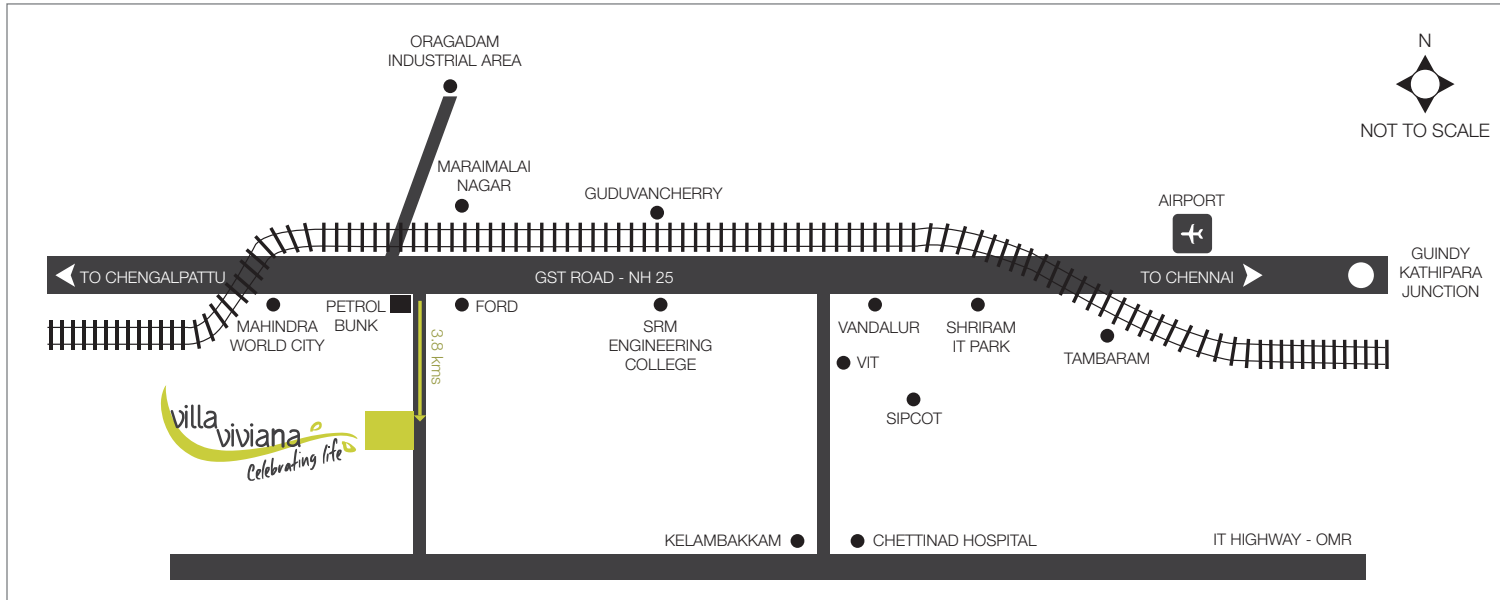 ORAGADAM
INDUSTRIAL AREA
N
NOT TO SCALE
MARAIMALAI
NAGAR
GUDUVANCHERRY
AIRPORT
TO CHENGALPATTU
GST ROAD - NH 25
TO CHENNAI
GUINDY
KATHIPARA
JUNCTION
MAHINDRA
WORLD CITY
PETROL
BUNK
FORD
3.8 kms
SRM
ENGINEERING
COLLEGE
VANDALUR
SHRIRAM
IT PARK
TAMBARAM
VIT
SIPCOT
villa
viviana
Celebrating life
KELAMBAKKAM
CHETTINAD HOSPITAL
IT HIGHWAY - OMR